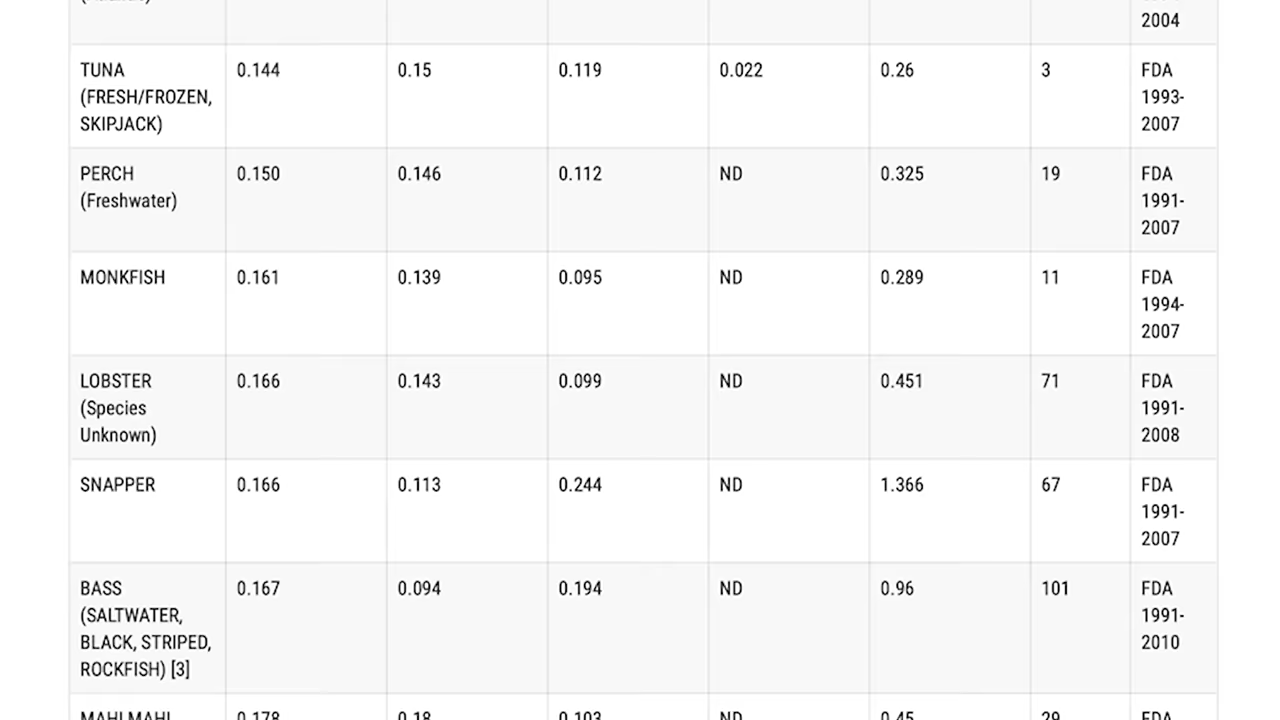 2004
TUNA (FRESH/FROZEN, SKIPJACK) 0.144 0.15 0.119 0.022 0.26 3 FDA 1993-2007
PERCH (Freshwater) 0.150 0.146 0.112 ND 0.325 19 FDA 1991-2007
MONKFISH 0.161 0.139 0.095 ND 0.289 11 FDA 1994-2007
LOBSTER (Species Unknown) 0.166 0.143 0.099 ND 0.451 71 FDA 1991-2008
SNAPPER 0.166 0.113 0.244 ND 1.366 67 FDA 1991-2007
BASS (SALTWATER, BLACK, STRIPED, ROCKFISH) [3] 0.167 0.094 0.194 ND 0.96 101 FDA 1991-2010
MAHI MAHI 0.178 0.18 0.103 ND 0.45 29 FDA